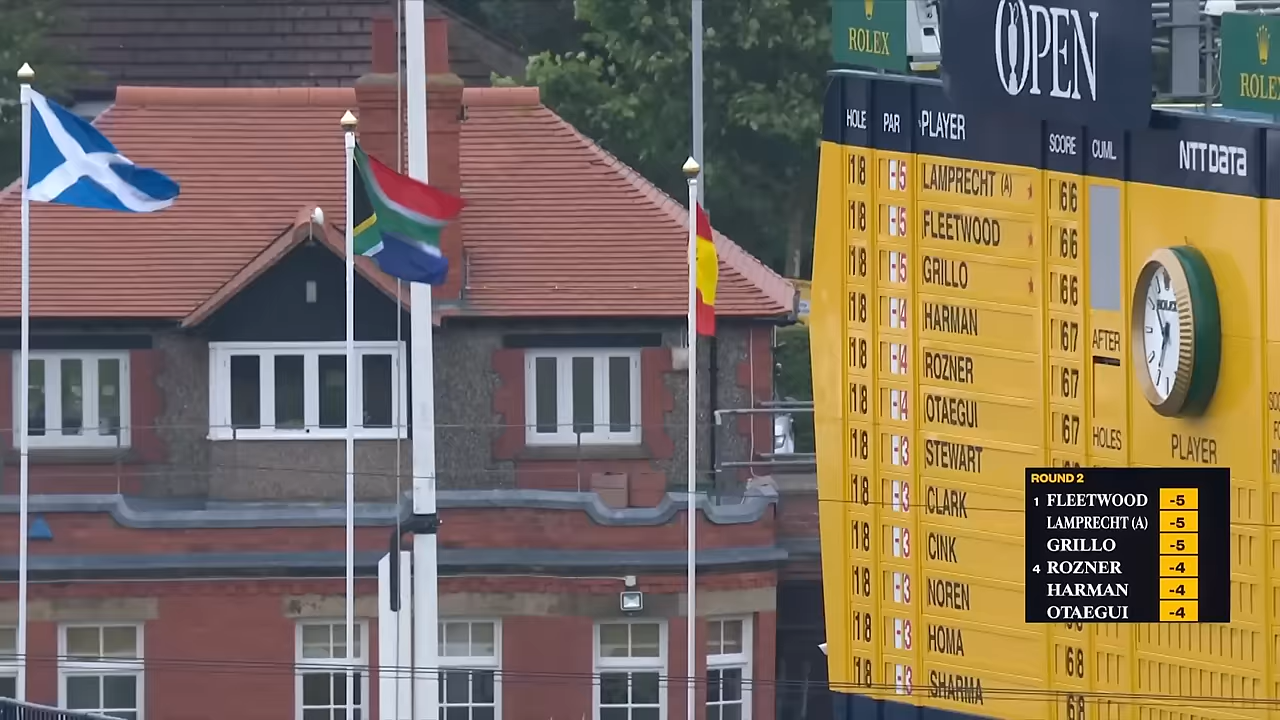 ROLEX
OPEN
ROLEX
HOLE PAR PLAYER SCORE CUML NTT DATA
18 -5 LAMPRECHT (A) 66
18 -5 FLEETWOOD 66
18 -5 GRILLO 66
18 -4 HARMAN 67
18 -4 ROZNER 67
18 -4 OTAEGUI 67
18 -3 STEWART
18 -3 CLARK
18 -3 CINK
18 -3 NOREN
18 -3 HOMA 68
18 -3 SHARMA 68
AFTER
HOLES
ROLEX
PLAYER
ROUND 2
1 FLEETWOOD -5
LAMPRECHT (A) -5
GRILLO -5
4 ROZNER -4
HARMAN -4
OTAEGUI -4